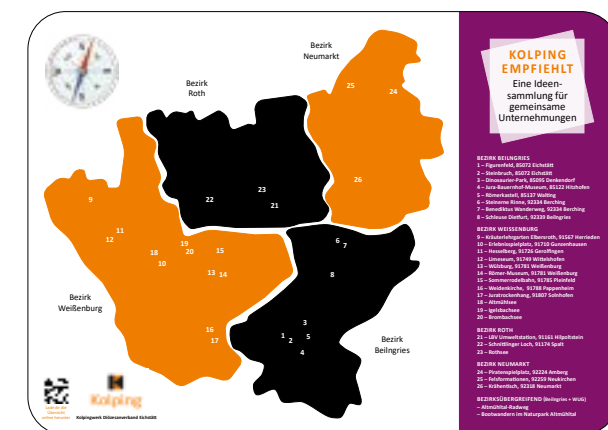 Bezirk
Neumarkt
Bezirk
Roth
25
24
23
22
21
26
9
11
12
19
20
18
10
15
13
14
6
7
8
16
17
3
1
2
5
4
Bezirk
Weißenburg
Bezirk
Beilngries
Kolping
Kolpingwerk Diözesanverband Eichstätt
KOLPING
EMPFIEHLT
Eine Ideen-
sammlung für
gemeinsame
Unternehmungen
BEZIRK BEILNGRIES
1 – Figurenfeld, 85072 Eichstätt
2 – Steinbruch, 85072 Eichstätt
3 – Dinosaurier-Park, 85095 Denkendorf
4 – Jura-Bauernhof-Museum, 85122 Hitzhofen
5 – Römerkastell, 85137 Walting
6 – Steinerne Rinne, 92334 Berching
7 – Benediktus Wanderweg, 92334 Berching
8 – Schleuse Dietfurt, 92339 Beilngries
BEZIRK WEISSENBURG
9 – Kräuterlehrgarten Elbersroth, 91567 Herrieden
10 – Erlebnisspielplatz, 91710 Gunzenhausen
11 – Hesselberg, 91726 Gerolfingen
12 – Limeseum, 91749 Wittelshofen
13 – Wülzburg, 91781 Weißenburg
14 – Römer-Museum, 91781 Weißenburg
15 – Sommerrodelbahn, 91785 Pleinfeld
16 – Weidenkirche, 91788 Pappenheim
17 – Juratrockenhang, 91807 Solnhofen
18 – Altmühlsee
19 – Igelsbachsee
20 – Brombachsee
BEZIRK ROTH
21 – LBV Umweltstation, 91161 Hilpoltstein
22 – Schnittlinger Loch, 91174 Spalt
23 – Rothsee
BEZIRK NEUMARKT
24 – Piratenspielplatz, 92224 Amberg
25 – Felsformationen, 92259 Neukirchen
26 – Krähentisch, 92318 Neumarkt
BEZIRKSÜBERGREIFEND (Beilngries + WUG)
– Altmühltal-Radweg
– Bootwandern im Naturpark Altmühltal